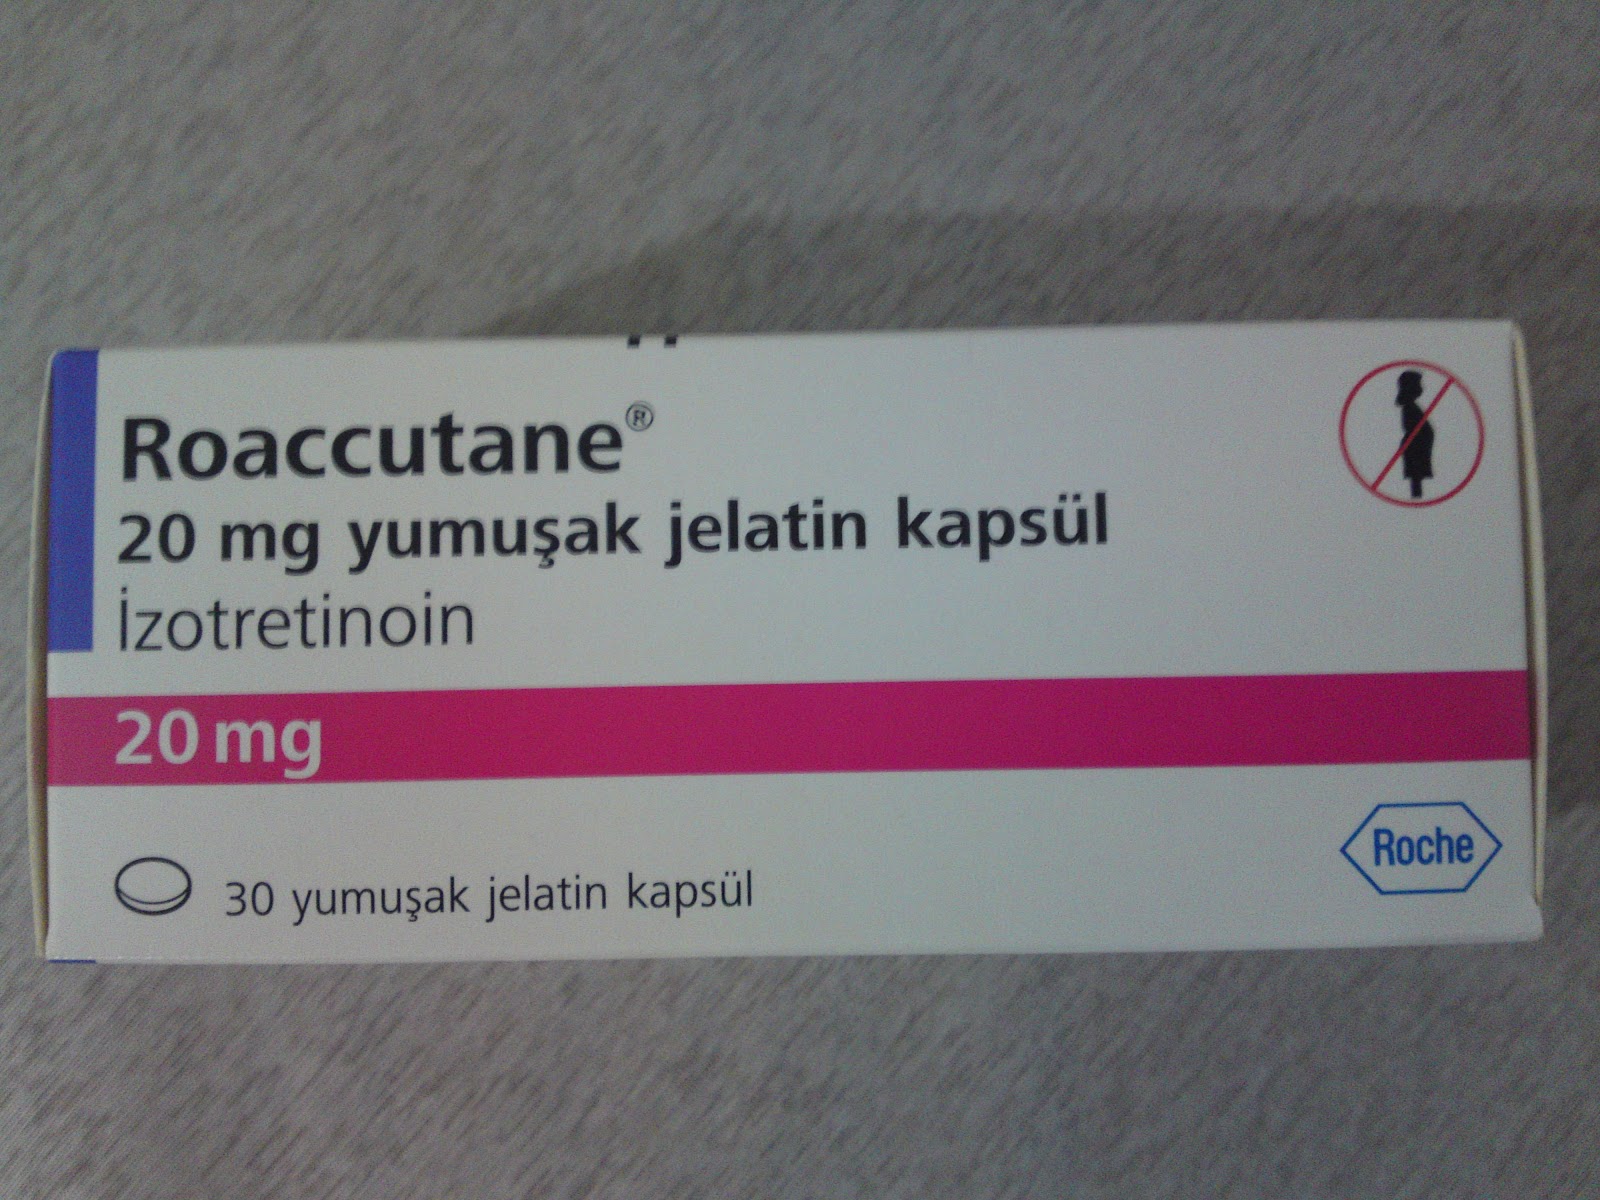 Roaccutane®
20 mg yumuşak jelatin kapsül
İzotretinoin
20 mg
30 yumuşak jelatin kapsül
Roche